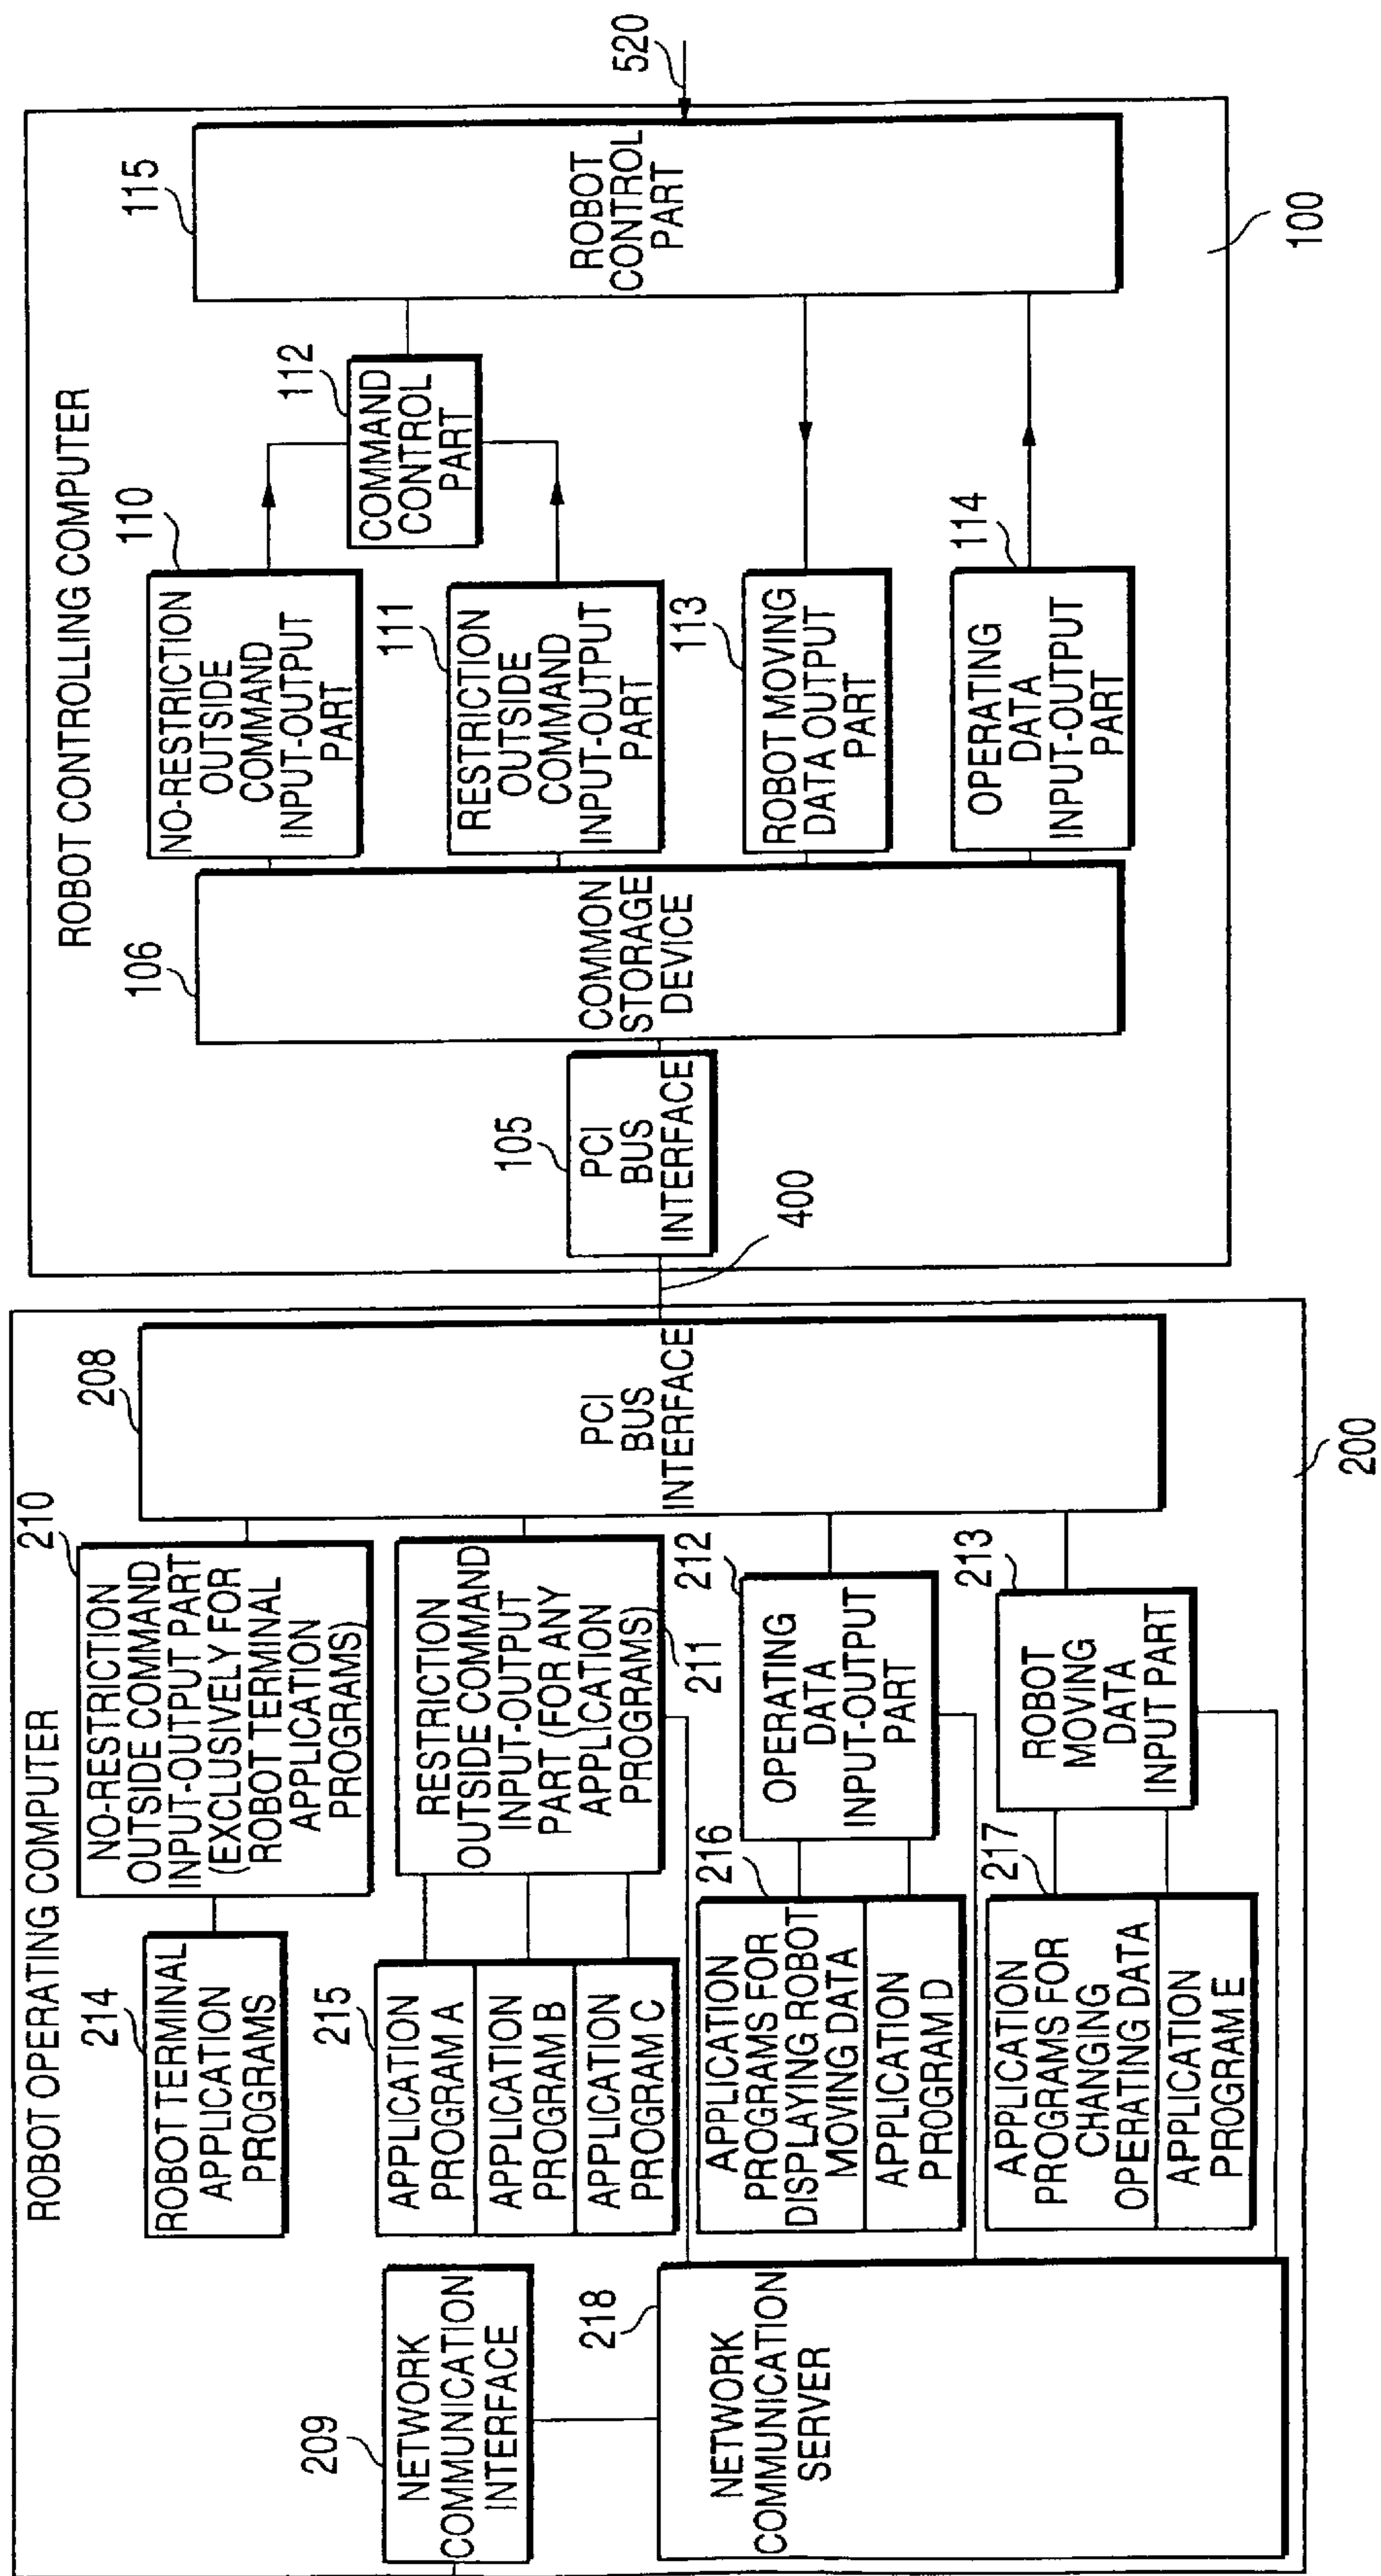 ROBOT OPERATING COMPUTER
209
NETWORK
COMMUNICATION
INTERFACE
218
NETWORK
COMMUNICATION
SERVER
214
ROBOT TERMINAL
APPLICATION
PROGRAMS
215
APPLICATION
PROGRAM A
APPLICATION
PROGRAM B
APPLICATION
PROGRAM C
216
APPLICATION
PROGRAMS FOR
DISPLAYING ROBOT
MOVING DATA
APPLICATION
PROGRAM D
217
APPLICATION
PROGRAMS FOR
CHANGING
OPERATING DATA
APPLICATION
PROGRAM E
210
NO-RESTRICTION
OUTSIDE COMMAND
INPUT-OUTPUT PART
(EXCLUSIVELY FOR
ROBOT TERMINAL
APPLICATION
PROGRAMS)
RESTRICTION
OUTSIDE COMMAND
INPUT-OUTPUT
PART (FOR ANY
APPLICATION
PROGRAMS)
211
212
OPERATING
DATA
INPUT-OUTPUT
PART
213
ROBOT
MOVING
DATA
INPUT PART
208
PCI
BUS
INTERFACE
200
400
ROBOT CONTROLLING COMPUTER
105
PCI
BUS
INTERFACE
106
COMMON
STORAGE
DEVICE
110
NO-RESTRICTION
OUTSIDE
COMMAND
INPUT-OUTPUT
PART
111
RESTRICTION
OUTSIDE
COMMAND
INPUT-OUTPUT
PART
113
ROBOT MOVING
DATA OUTPUT
PART
114
OPERATING
DATA
INPUT-OUTPUT
PART
112
COMMAND
CONTROL
PART
115
ROBOT
CONTROL
PART
520
100